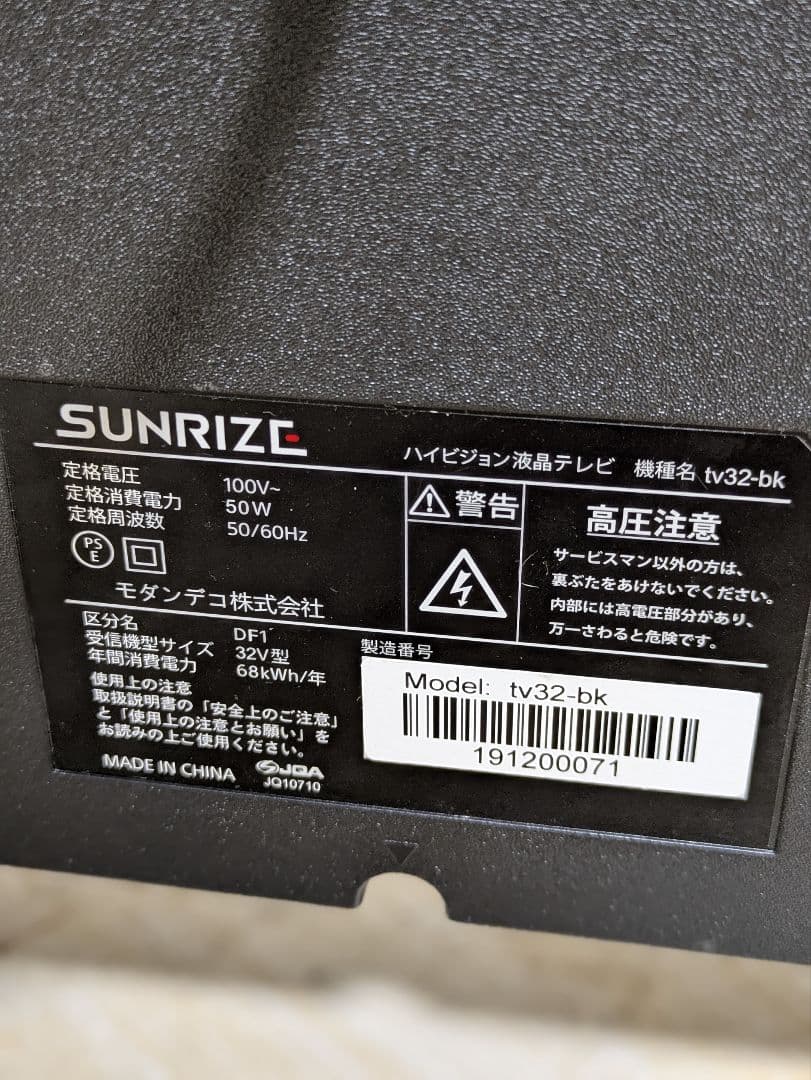 SUNRIZE
ハイビジョン液晶テレビ 機種名 tv32-bk
定格電圧 100V~
定格消費電力 50W
定格周波数 50/60Hz
PS
E
モダンデコ株式会社
区分名 DF1
受信機型サイズ 32V型
年間消費電力 68kWh/年
使用上の注意
取扱説明書の「安全上のご注意」
と「使用上の注意とお願い」を
お読みの上ご使用ください。
MADE IN CHINA
JQA
JQ10710
警告
高圧注意
サービスマン以外の方は、
裏ぶたをあけないでください。
内部には高電圧部分があり、
万一さわると危険です。
製造番号
Model: tv32-bk
191200071